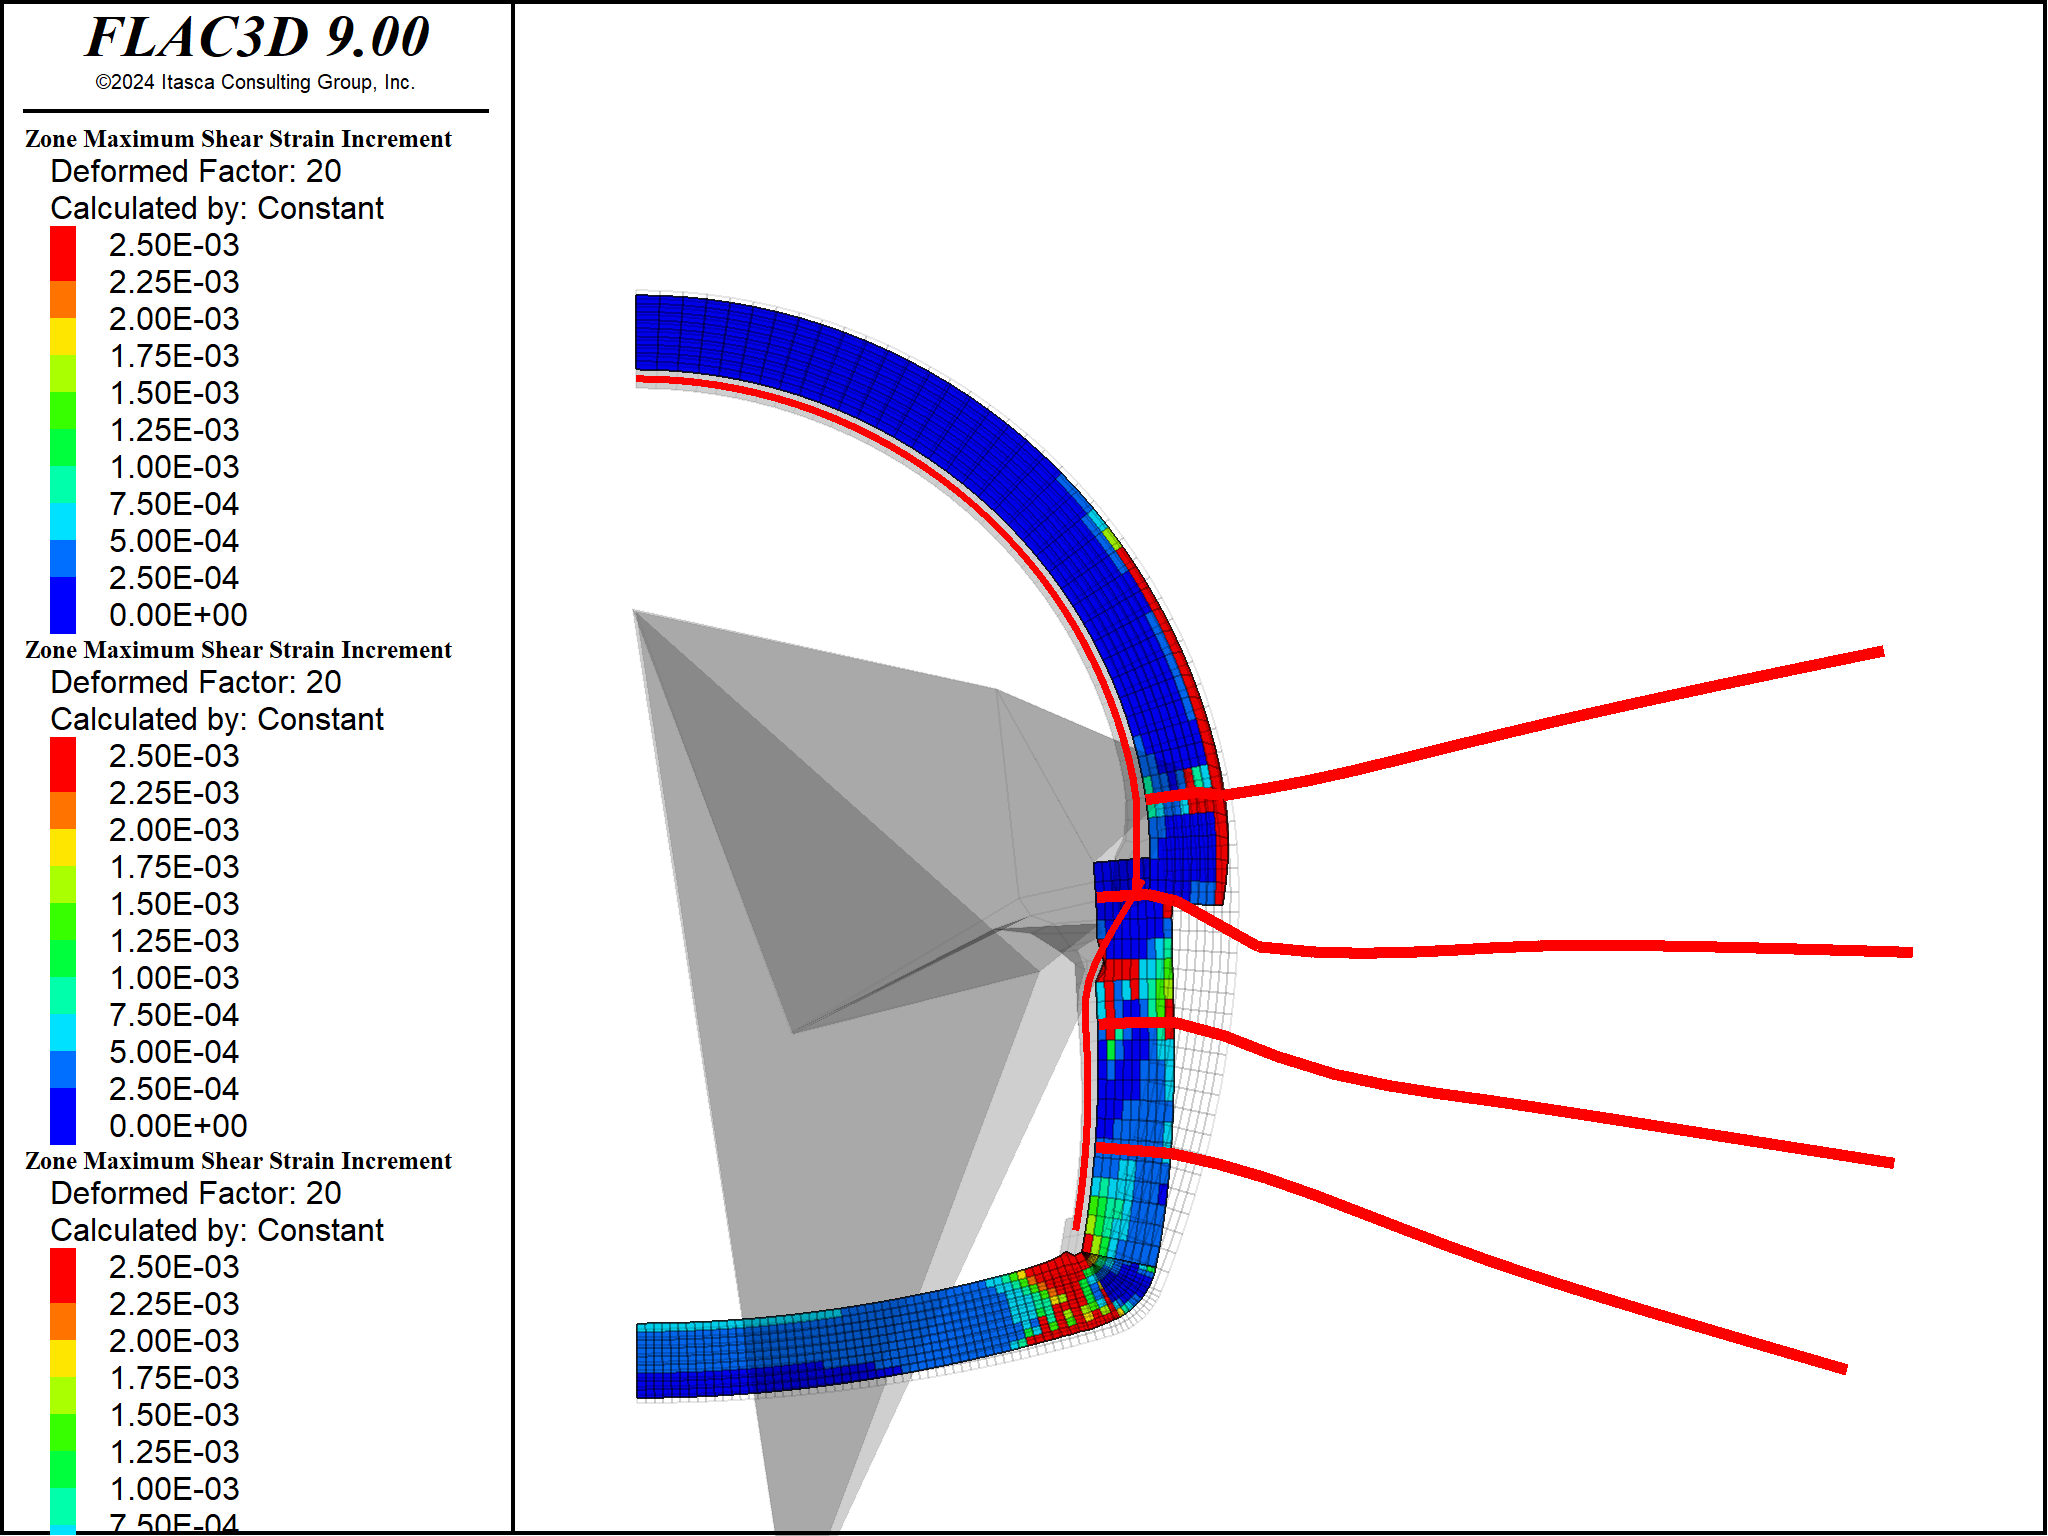 FLAC3D 9.00
©2024 Itasca Consulting Group, Inc.
Zone Maximum Shear Strain Increment
Deformed Factor: 20
Calculated by: Constant
2.50E-03
2.25E-03
2.00E-03
1.75E-03
1.50E-03
1.25E-03
1.00E-03
7.50E-04
5.00E-04
2.50E-04
0.00E+00
Zone Maximum Shear Strain Increment
Deformed Factor: 20
Calculated by: Constant
2.50E-03
2.25E-03
2.00E-03
1.75E-03
1.50E-03
1.25E-03
1.00E-03
7.50E-04
5.00E-04
2.50E-04
0.00E+00
Zone Maximum Shear Strain Increment
Deformed Factor: 20
Calculated by: Constant
2.50E-03
2.25E-03
2.00E-03
1.75E-03
1.50E-03
1.25E-03
1.00E-03
7.50E-04